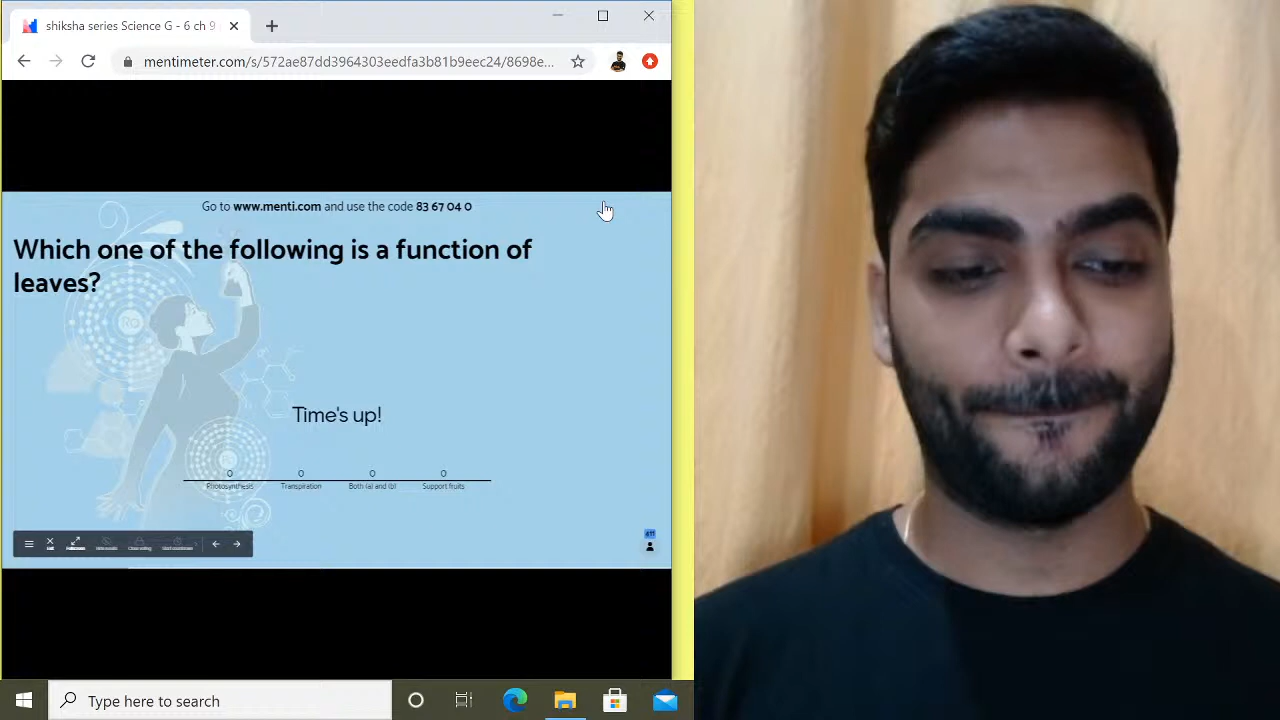 shiksha series Science G - 6 ch 9
mentimeter.com/s/572ae87dd3964303eedfa3b81b9eec24/8698e...
Go to www.menti.com and use the code 83 67 04 0
Which one of the following is a function of
leaves?
Time's up!
0 0 0 0
Photosynthesis Transpiration Both (a) and (b) Support fruits
Type here to search